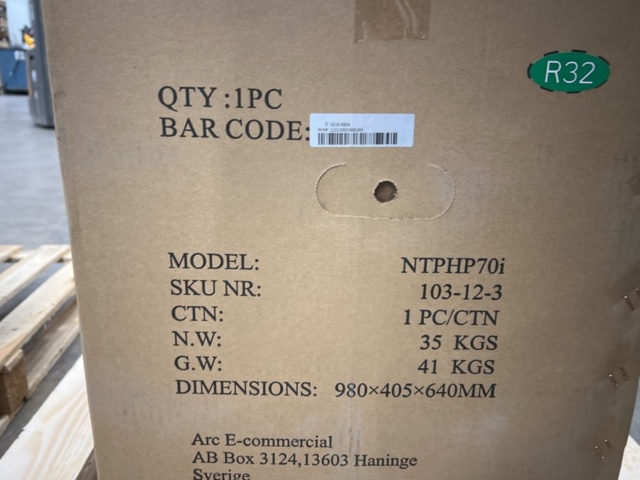 R32
QTY :1PC
BAR CODE:
MODEL: NTPHP70i
SKU NR: 103-12-3
CTN: 1 PC/CTN
N.W: 35 KGS
G.W: 41 KGS
DIMENSIONS: 980×405×640MM
Arc E-commercial
AB Box 3124,13603 Haninge
Sverige